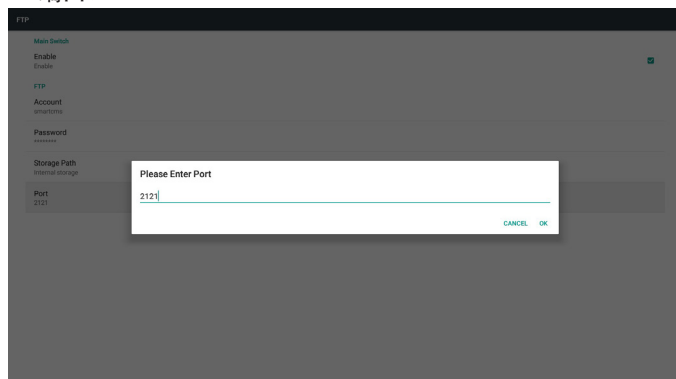 FTP
Main Switch
Enable
Enable
FTP
Account
smartcms
Password
********
Storage Path
Internal storage
Port
2121
Please Enter Port
2121
CANCEL OK